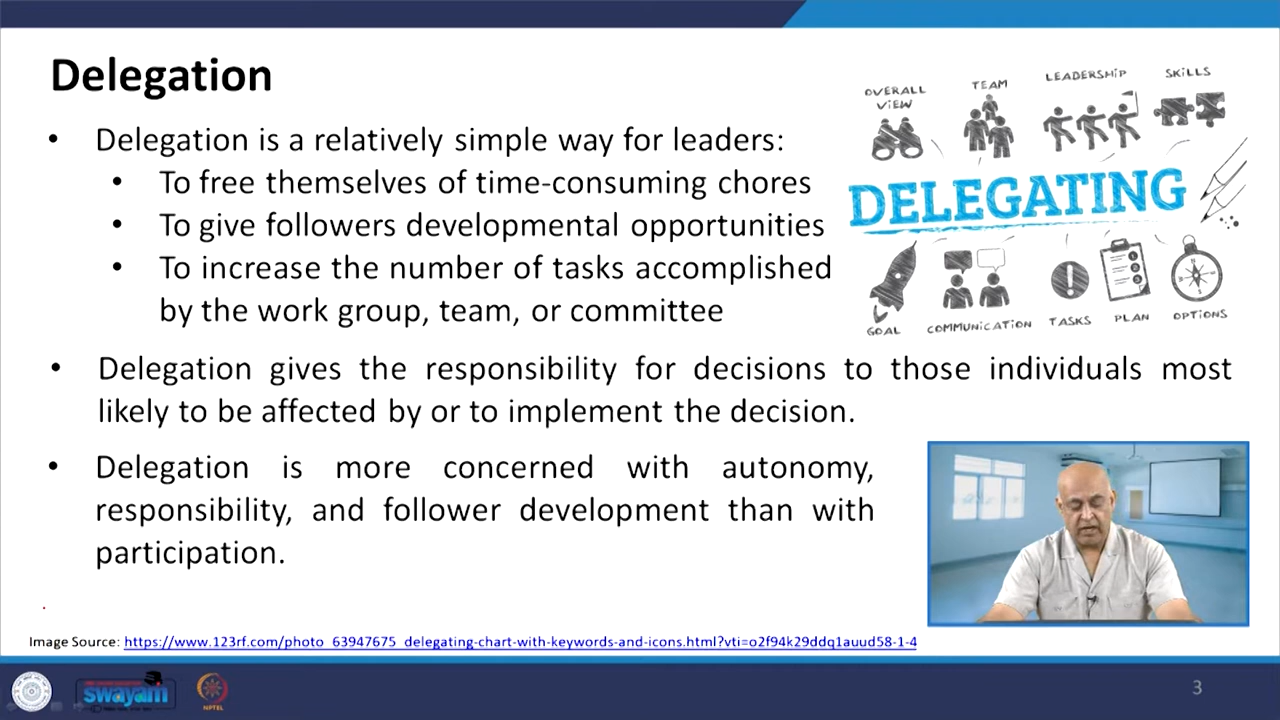 Delegation
• Delegation is a relatively simple way for leaders:
• To free themselves of time-consuming chores
• To give followers developmental opportunities
• To increase the number of tasks accomplished
by the work group, team, or committee
• Delegation gives the responsibility for decisions to those individuals most
likely to be affected by or to implement the decision.
• Delegation is more concerned with autonomy,
responsibility, and follower development than with
participation.
OVERALL
VIEW
TEAM
LEADERSHIP
SKILLS
DELEGATING
GOAL
COMMUNICATION
TASKS
PLAN
OPTIONS
Image Source: https://www.123rf.com/photo_63947675_delegating-chart-with-keywords-and-icons.html?vti=o2f94k29ddq1auud58-1-4
swayam
NPTEL
3